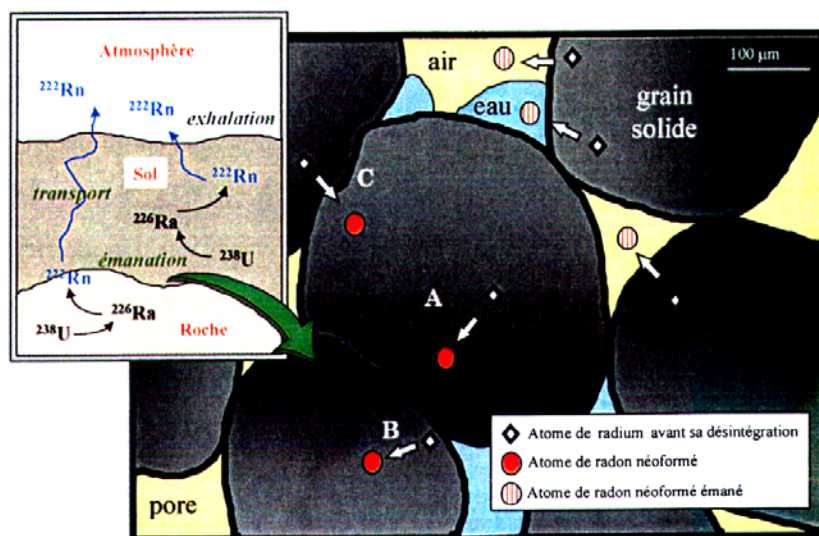 Atmosphère
²²²Rn
²²²Rn
exhalation
transport
Sol
²²²Rn
²²⁶Ra
émanation
²³⁸U
²²²Rn
²²⁶Ra
²³⁸U
Roche
air
eau
100 µm
grain
solide
C
A
B
pore
Atome de radium avant sa désintégration
Atome de radon néoformé
Atome de radon néoformé émané